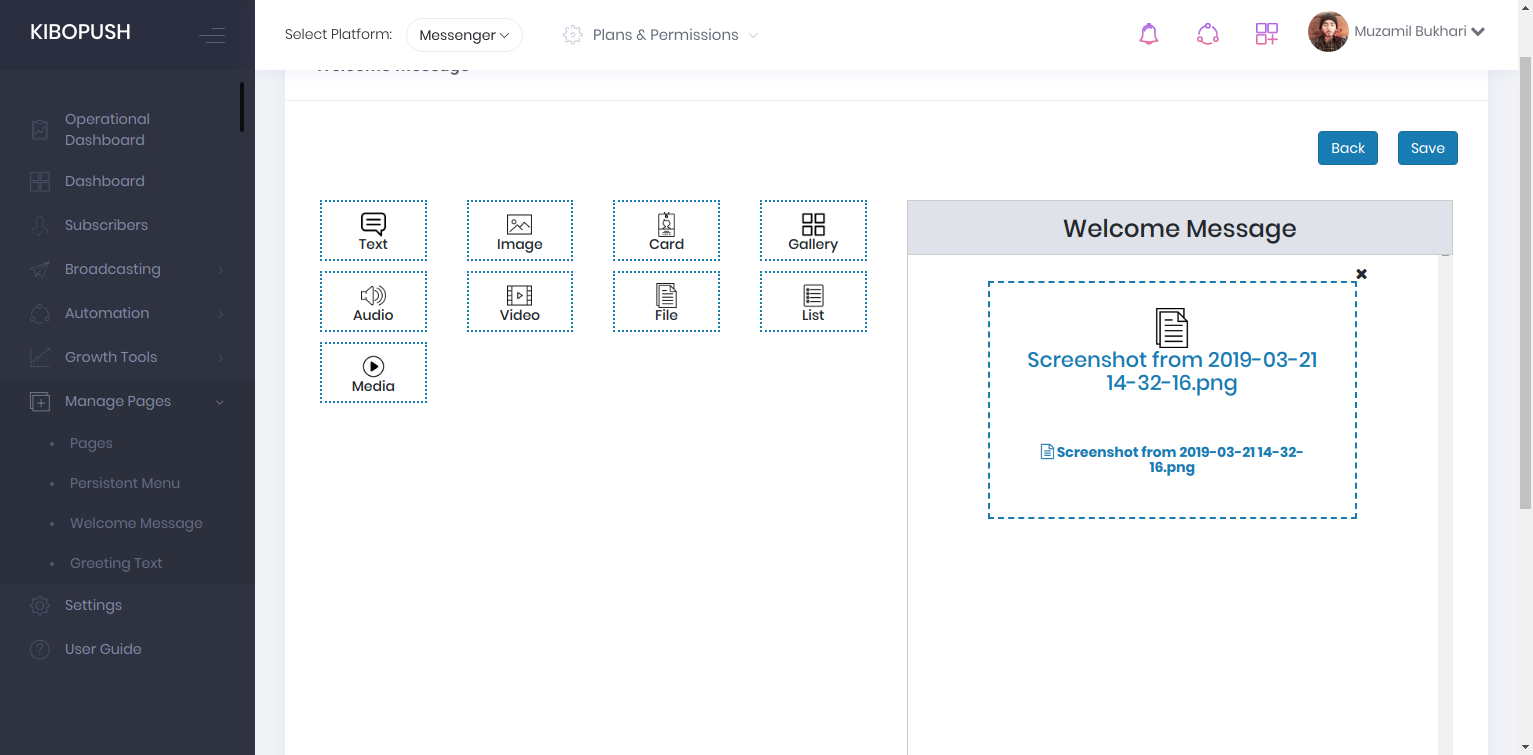 KIBOPUSH
Select Platform:
Messenger
Plans & Permissions
Muzamil Bukhari
Welcome Message
Operational
Dashboard
Dashboard
Subscribers
Broadcasting
Automation
Growth Tools
Manage Pages
Pages
Persistent Menu
Welcome Message
Greeting Text
Settings
User Guide
Back
Save
Text
Image
Card
Gallery
Audio
Video
File
List
Media
Welcome Message
Screenshot from 2019-03-21
14-32-16.png
Screenshot from 2019-03-21 14-32-
16.png